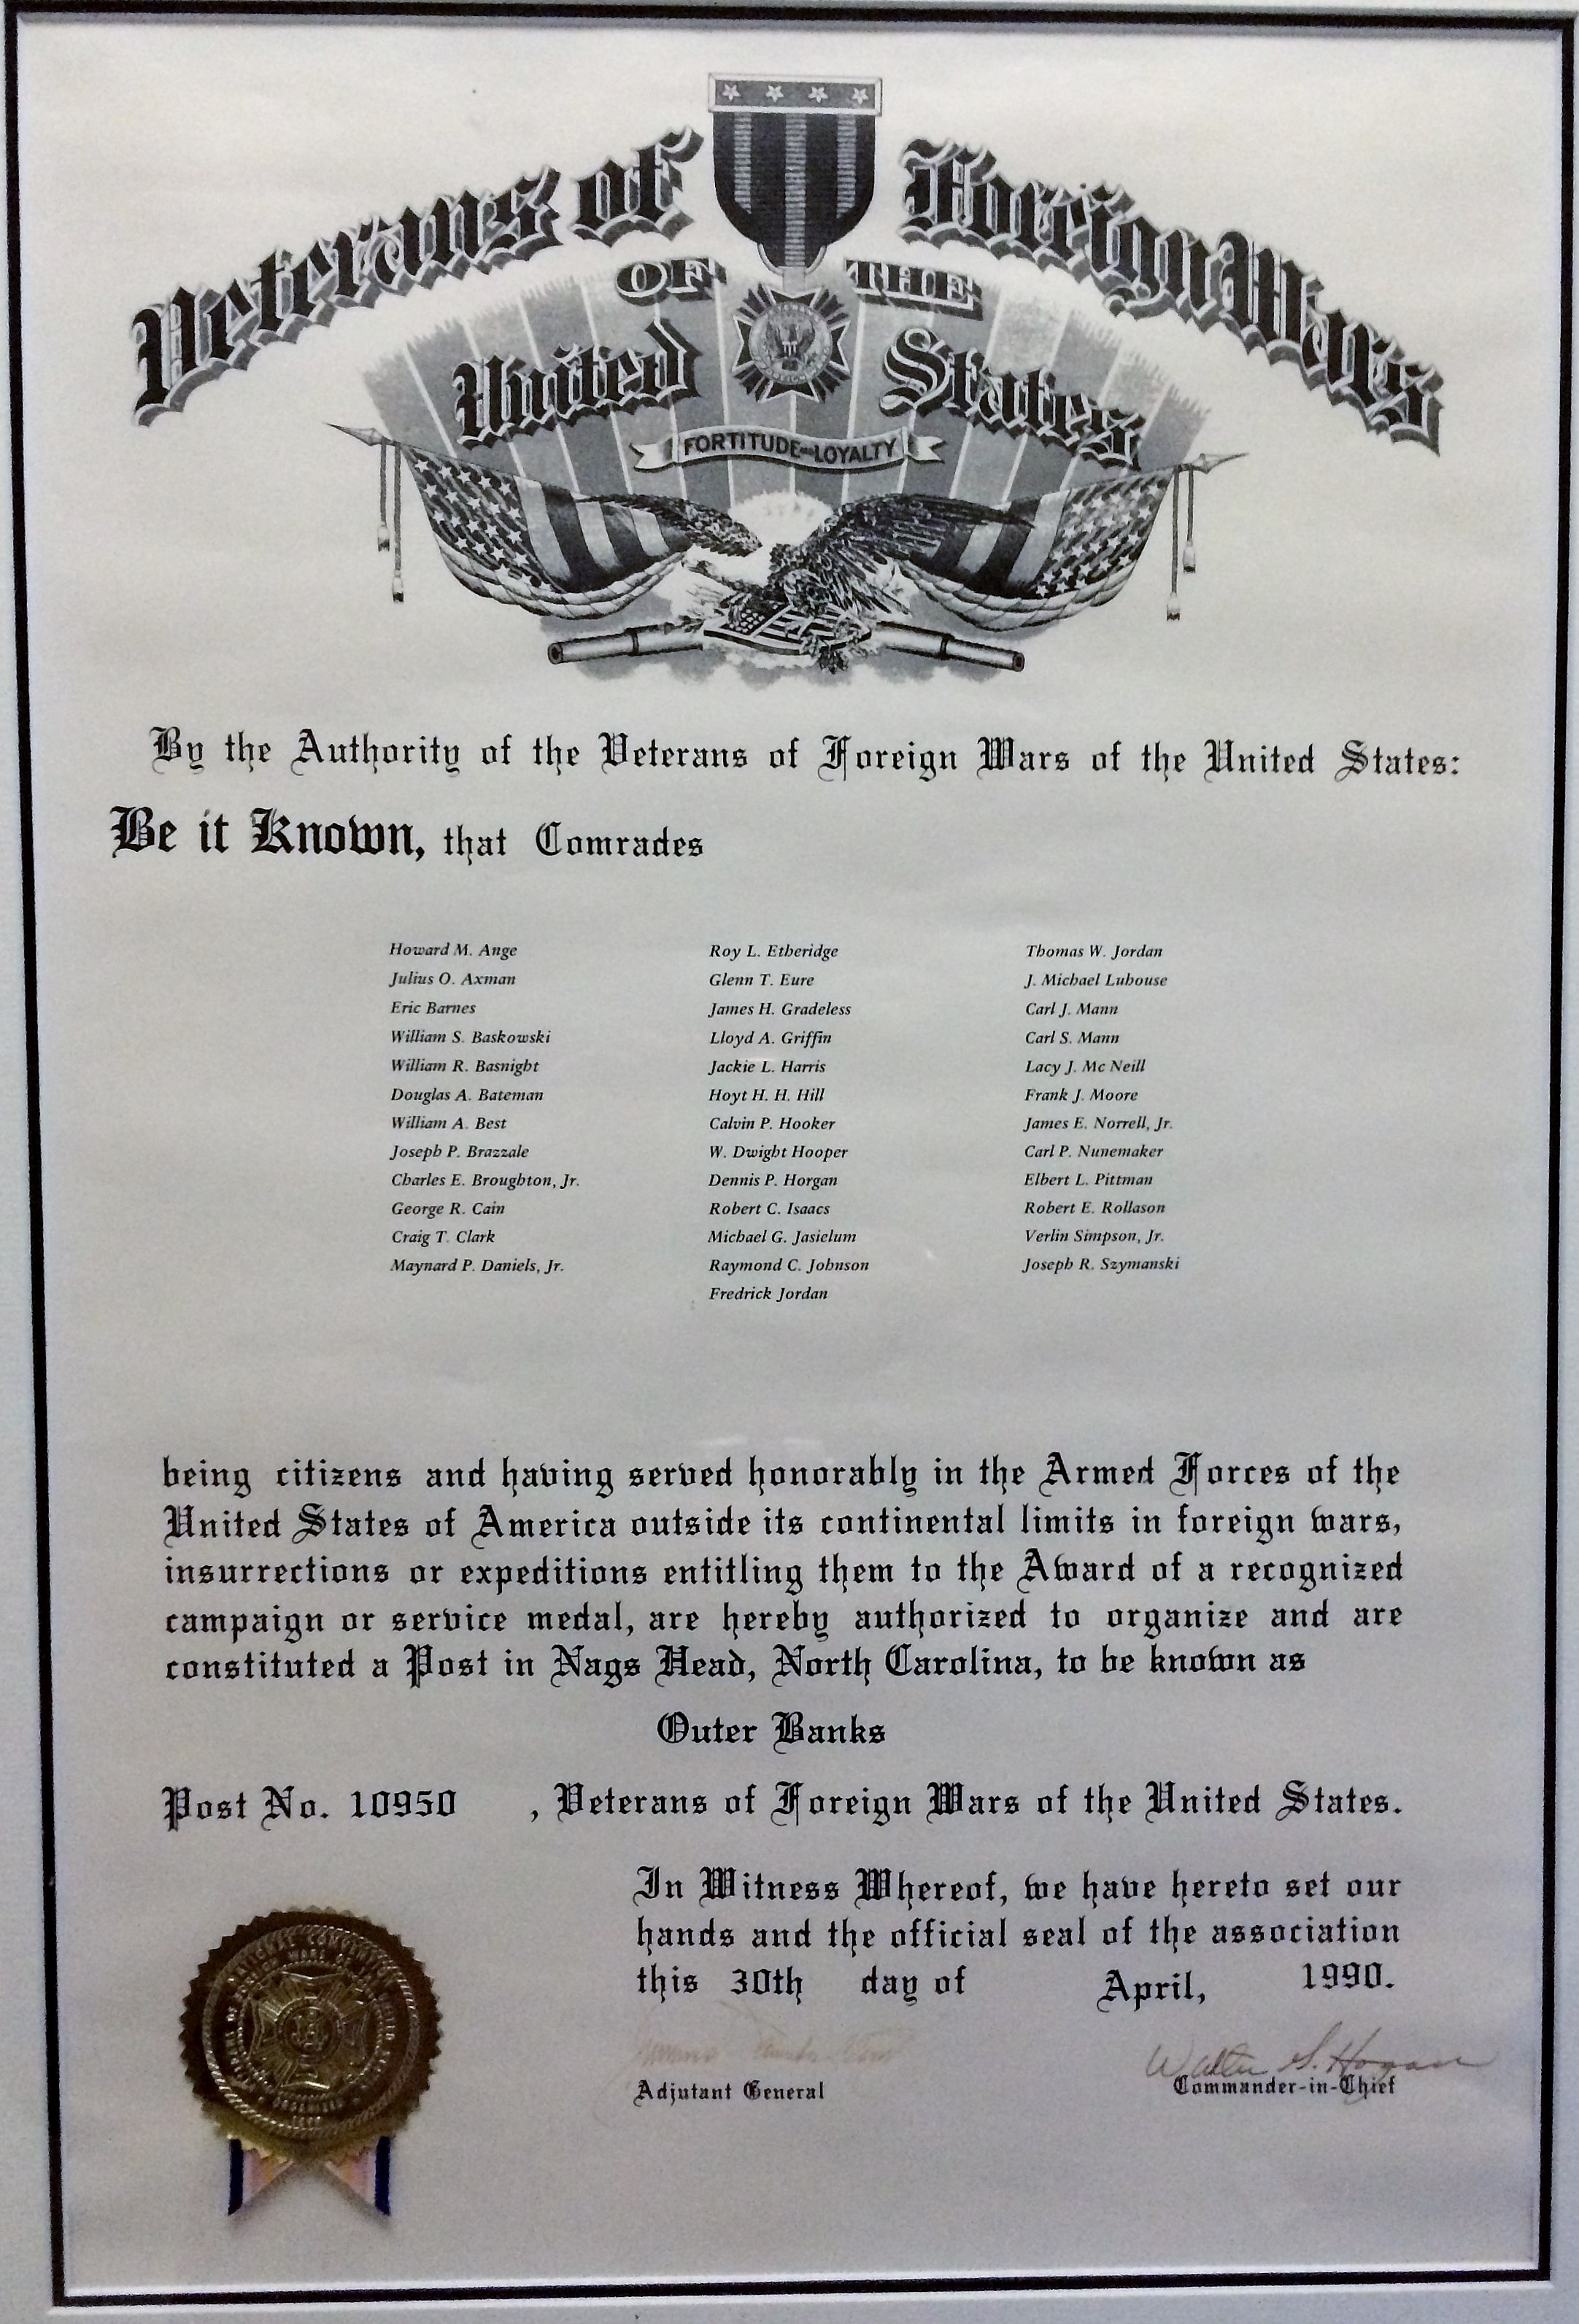 Veterans of Foreign Wars
OF THE
United States
FORTITUDE AND LOYALTY
By the Authority of the Veterans of Foreign Wars of the United States:
Be it Known, that Comrades
Howard M. Ange
Julius O. Axman
Eric Barnes
William S. Baskowski
William R. Basnight
Douglas A. Bateman
William A. Best
Joseph P. Brazzale
Charles E. Broughton, Jr.
George R. Cain
Craig T. Clark
Maynard P. Daniels, Jr.
Roy L. Etheridge
Glenn T. Eure
James H. Gradeless
Lloyd A. Griffin
Jackie L. Harris
Hoyt H. H. Hill
Calvin P. Hooker
W. Dwight Hooper
Dennis P. Horgan
Robert C. Isaacs
Michael G. Jasielum
Raymond C. Johnson
Fredrick Jordan
Thomas W. Jordan
J. Michael Luhouse
Carl J. Mann
Carl S. Mann
Lacy J. Mc Neill
Frank J. Moore
James E. Norrell, Jr.
Carl P. Nunemaker
Elbert L. Pittman
Robert E. Rollason
Verlin Simpson, Jr.
Joseph R. Szymanski
being citizens and having served honorably in the Armed Forces of the
United States of America outside its continental limits in foreign wars,
insurrections or expeditions entitling them to the Award of a recognized
campaign or service medal, are hereby authorized to organize and are
constituted a Post in Nags Head, North Carolina, to be known as
Outer Banks
Post No. 10950 , Veterans of Foreign Wars of the United States.
In Witness Whereof, we have hereto set our
hands and the official seal of the association
this 30th day of April, 1990.
Walter G. Hogan
Adjutant General
Commander-in-Chief